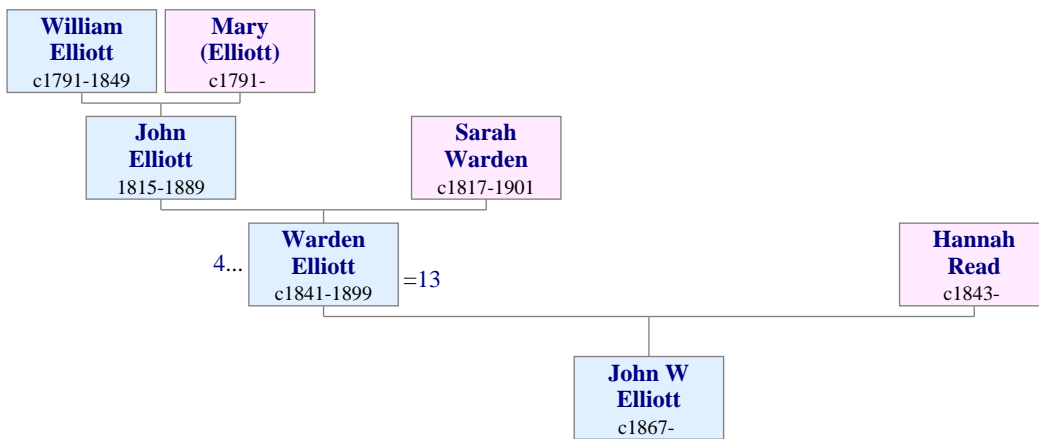 William
Elliott
c1791-1849
Mary
(Elliott)
c1791-
John
Elliott
1815-1889
Sarah
Warden
c1817-1901
4...
Warden
Elliott
c1841-1899
=13
Hannah
Read
c1843-
John W
Elliott
c1867-